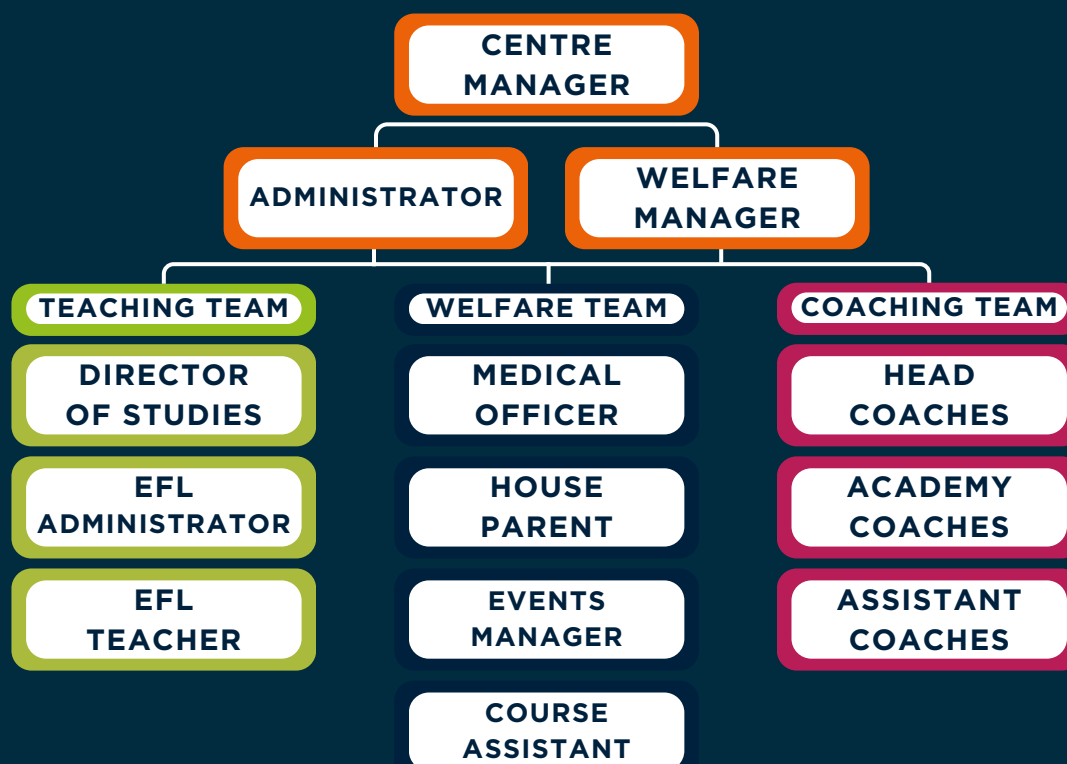 CENTRE
MANAGER
ADMINISTRATOR
WELFARE
MANAGER
TEACHING TEAM
DIRECTOR
OF STUDIES
EFL
ADMINISTRATOR
EFL
TEACHER
WELFARE TEAM
MEDICAL
OFFICER
HOUSE
PARENT
EVENTS
MANAGER
COURSE
ASSISTANT
COACHING TEAM
HEAD
COACHES
ACADEMY
COACHES
ASSISTANT
COACHES